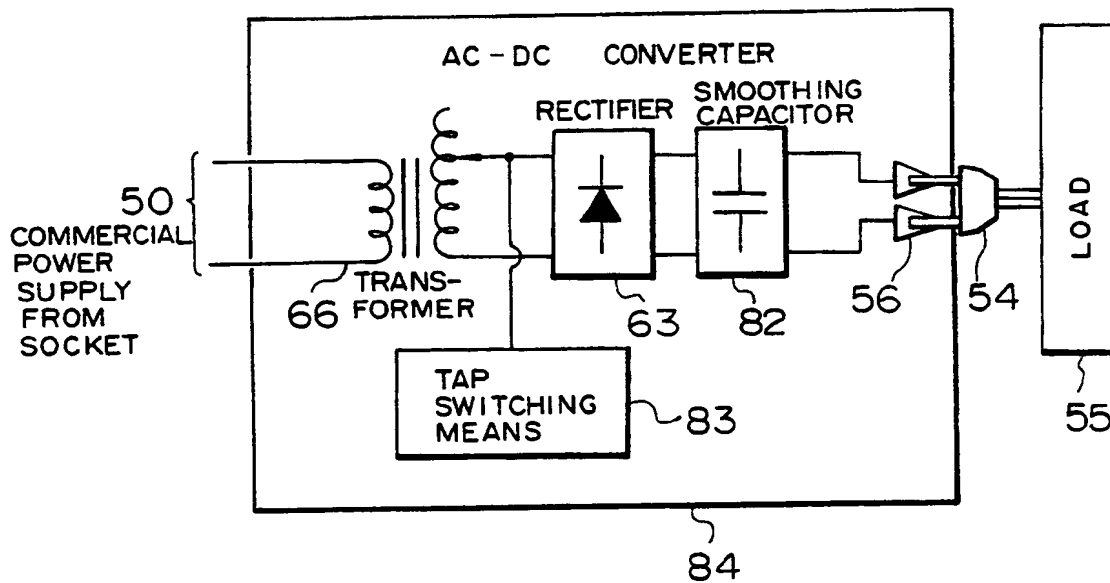 AC-DC CONVERTER
RECTIFIER
SMOOTHING
CAPACITOR
50
COMMERCIAL
POWER
SUPPLY
FROM
SOCKET
66
TRANS-
FORMER
63
82
56
54
LOAD
55
TAP
SWITCHING
MEANS
83
84